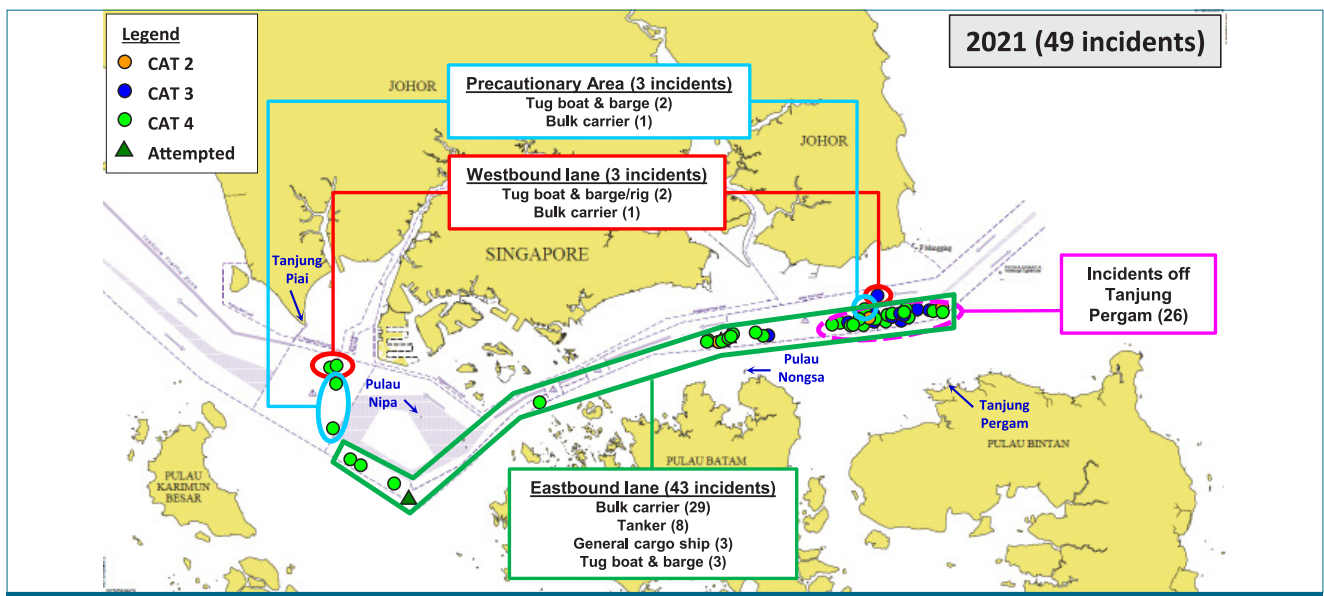 2021 (49 incidents)
Legend
CAT 2
CAT 3
CAT 4
Attempted
JOHOR
Precautionary Area (3 incidents)
Tug boat & barge (2)
Bulk carrier (1)
JOHOR
Westbound lane (3 incidents)
Tug boat & barge/rig (2)
Bulk carrier (1)
SINGAPORE
Tanjung
Piai
Incidents off
Tanjung
Pergam (26)
Pulau
Nipa
Pulau
Nongsa
Tanjung
Pergam
PULAU BINTAN
PULAU BATAM
PULAU
KARIMUN
BESAR
Eastbound lane (43 incidents)
Bulk carrier (29)
Tanker (8)
General cargo ship (3)
Tug boat & barge (3)